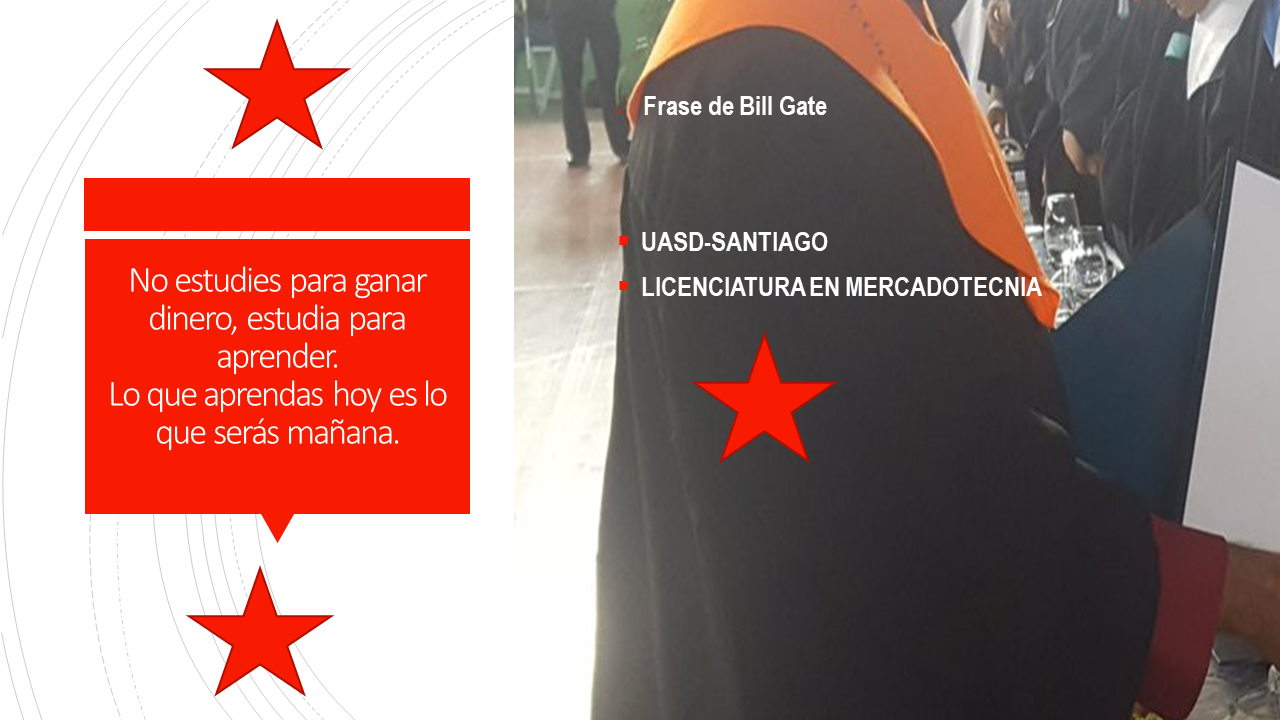 No estudies para ganar
dinero, estudia para
aprender.
Lo que aprendas hoy es lo
que serás mañana.
Frase de Bill Gate
UASD-SANTIAGO
LICENCIATURA EN MERCADOTECNIA